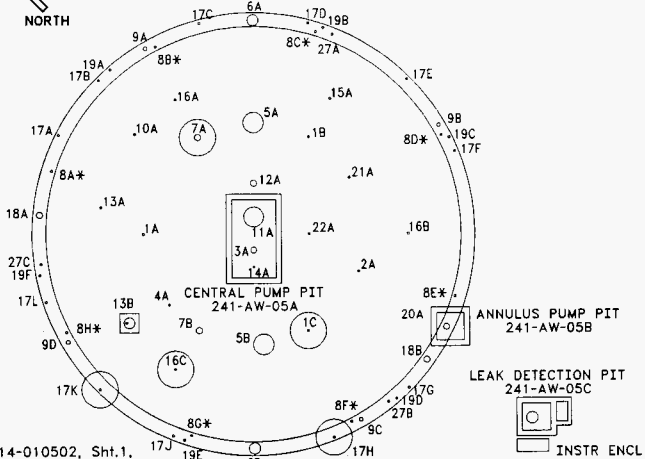 NORTH
6A
17C
17D
19B
9A
8B*
8C*
27A
19A
17B
17E
16A
15A
5A
9B
17A
10A
7A
1B
8D*
19C
17F
8A*
12A
21A
13A
18A
1A
11A
22A
16B
3A
27C
19F
14A
2A
CENTRAL PUMP PIT
241-AW-05A
17L
13B
4A
8E*
20A
ANNULUS PUMP PIT
241-AW-05B
8H*
7B
5B
1C
9D
18B
16C
LEAK DETECTION PIT
241-AW-05C
17K
17G
19D
27B
8G*
8F*
9C
17J
19E
17H
INSTR ENCL
14-010502, Sht.1,